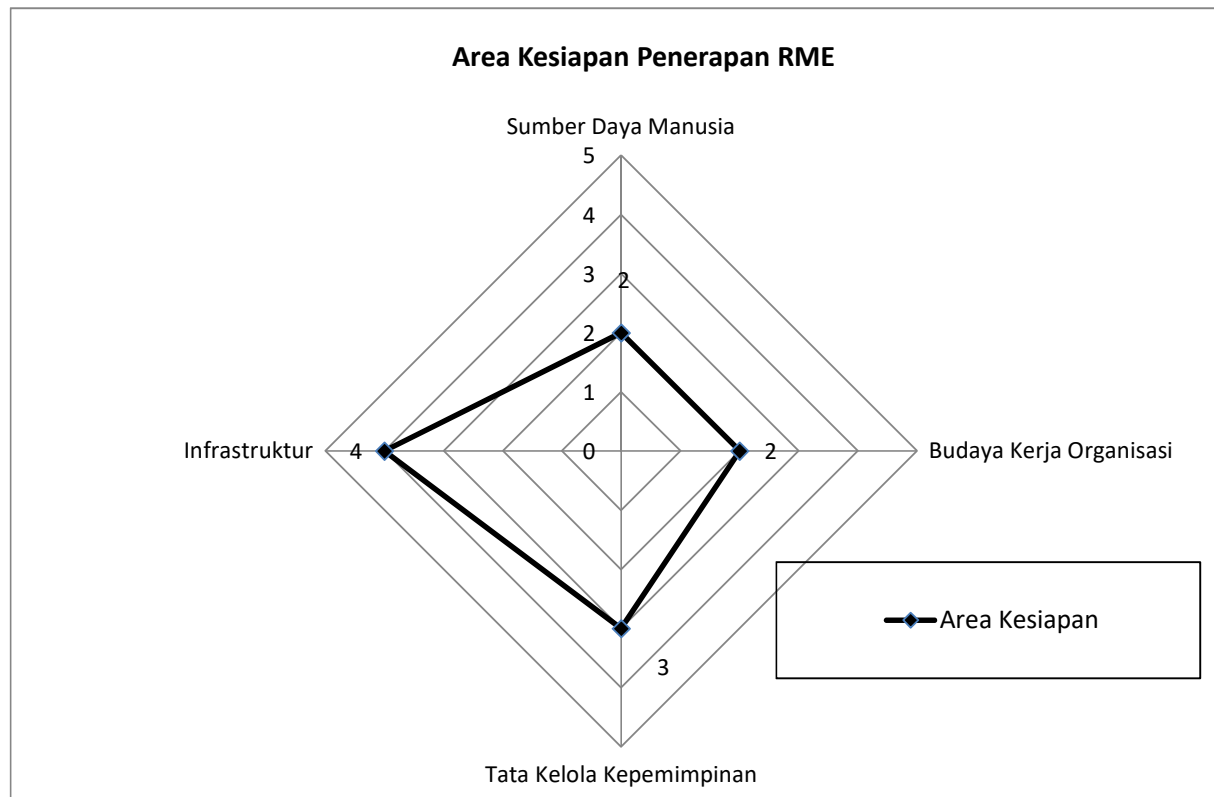 Area Kesiapan Penerapan RME
Sumber Daya Manusia
5
4
3
2
2
1
Infrastruktur
4
0
2
Budaya Kerja Organisasi
Area Kesiapan
3
Tata Kelola Kepemimpinan